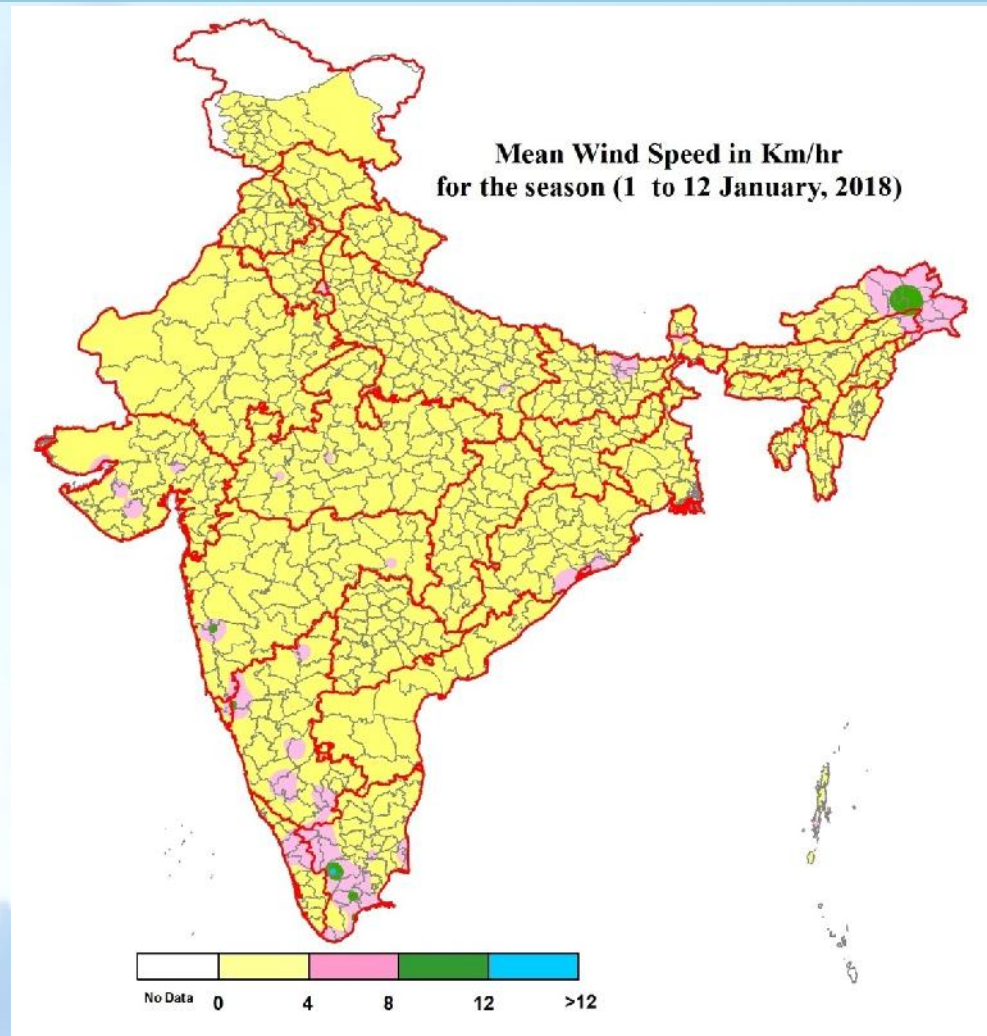 Mean Wind Speed in Km/hr
for the season (1 to 12 January, 2018)
No Data 0 4 8 12 >12